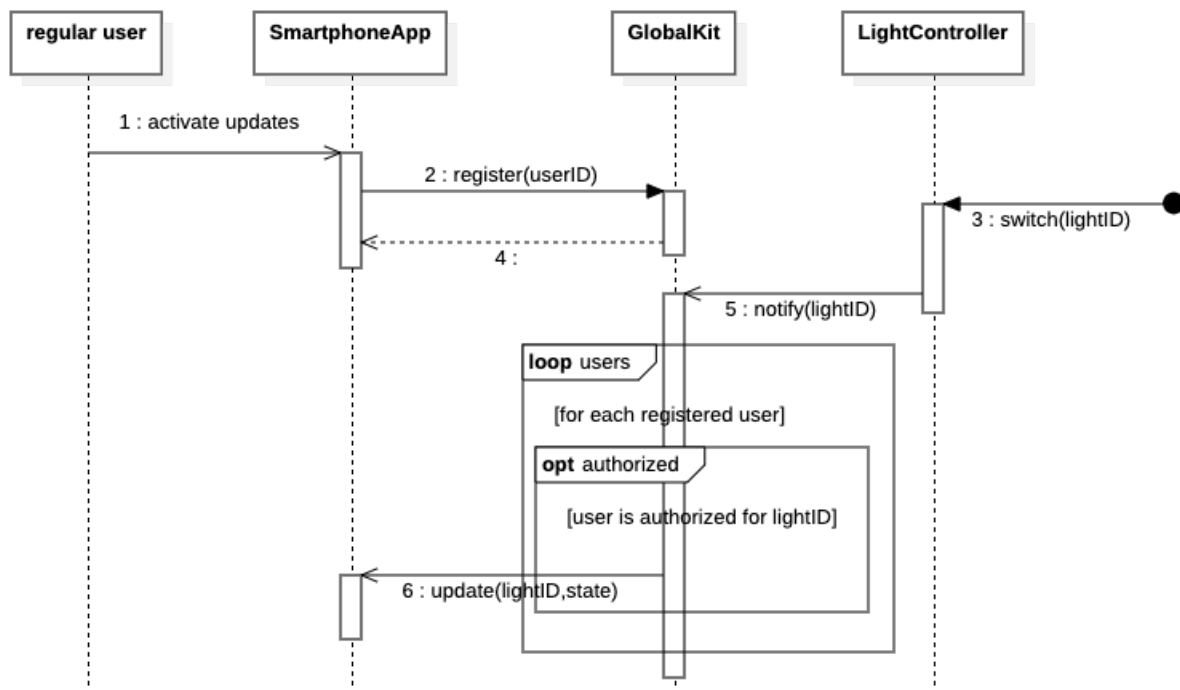 regular user
SmartphoneApp
GlobalKit
LightController
1 : activate updates
2 : register(userID)
3 : switch(lightID)
4 :
5 : notify(lightID)
loop users
[for each registered user]
opt authorized
[user is authorized for lightID]
6 : update(lightID,state)